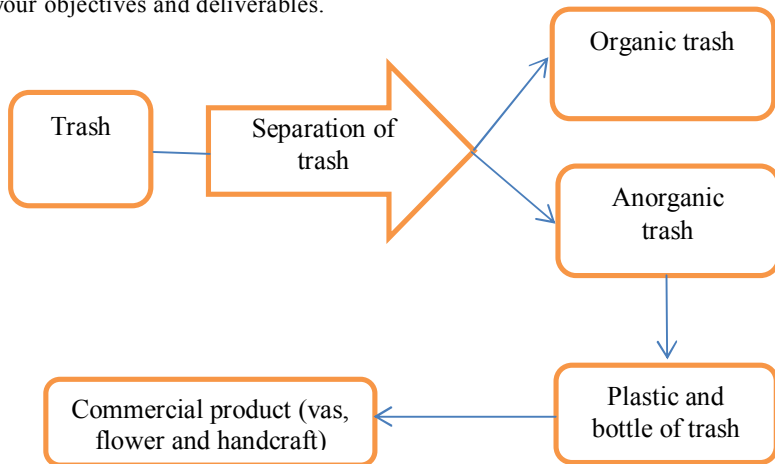 your objectives and deliverables.
Organic trash
Trash
Separation of
trash
Anorganic
trash
Plastic and
bottle of trash
Commercial product (vas,
flower and handcraft)